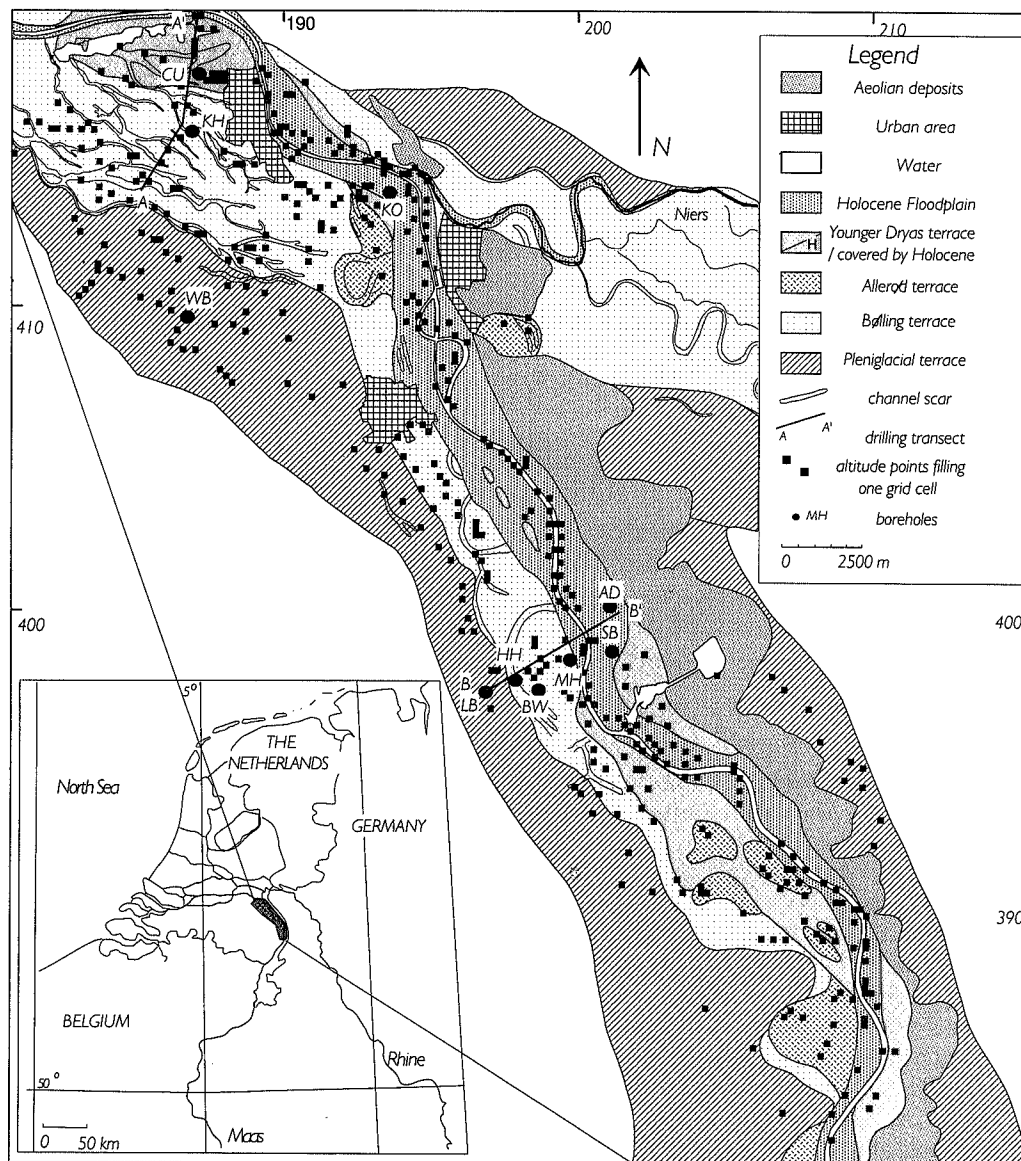 190
200
210
A'
CU
KH
A
KO
WB
410
Niers
N
Legend
Aeolian deposits
Urban area
Water
Holocene Floodplain
H
Younger Dryas terrace
/ covered by Holocene
Allerød terrace
Bølling terrace
Pleniglacial terrace
channel scar
A
A'
drilling transect
altitude points filling
one grid cell
MH
boreholes
0 2500 m
400
400
390
AD
B'
SB
HH
MH
B
LB
BW
5°
THE
NETHERLANDS
North Sea
GERMANY
BELGIUM
Rhine
50°
Maas
0 50 km